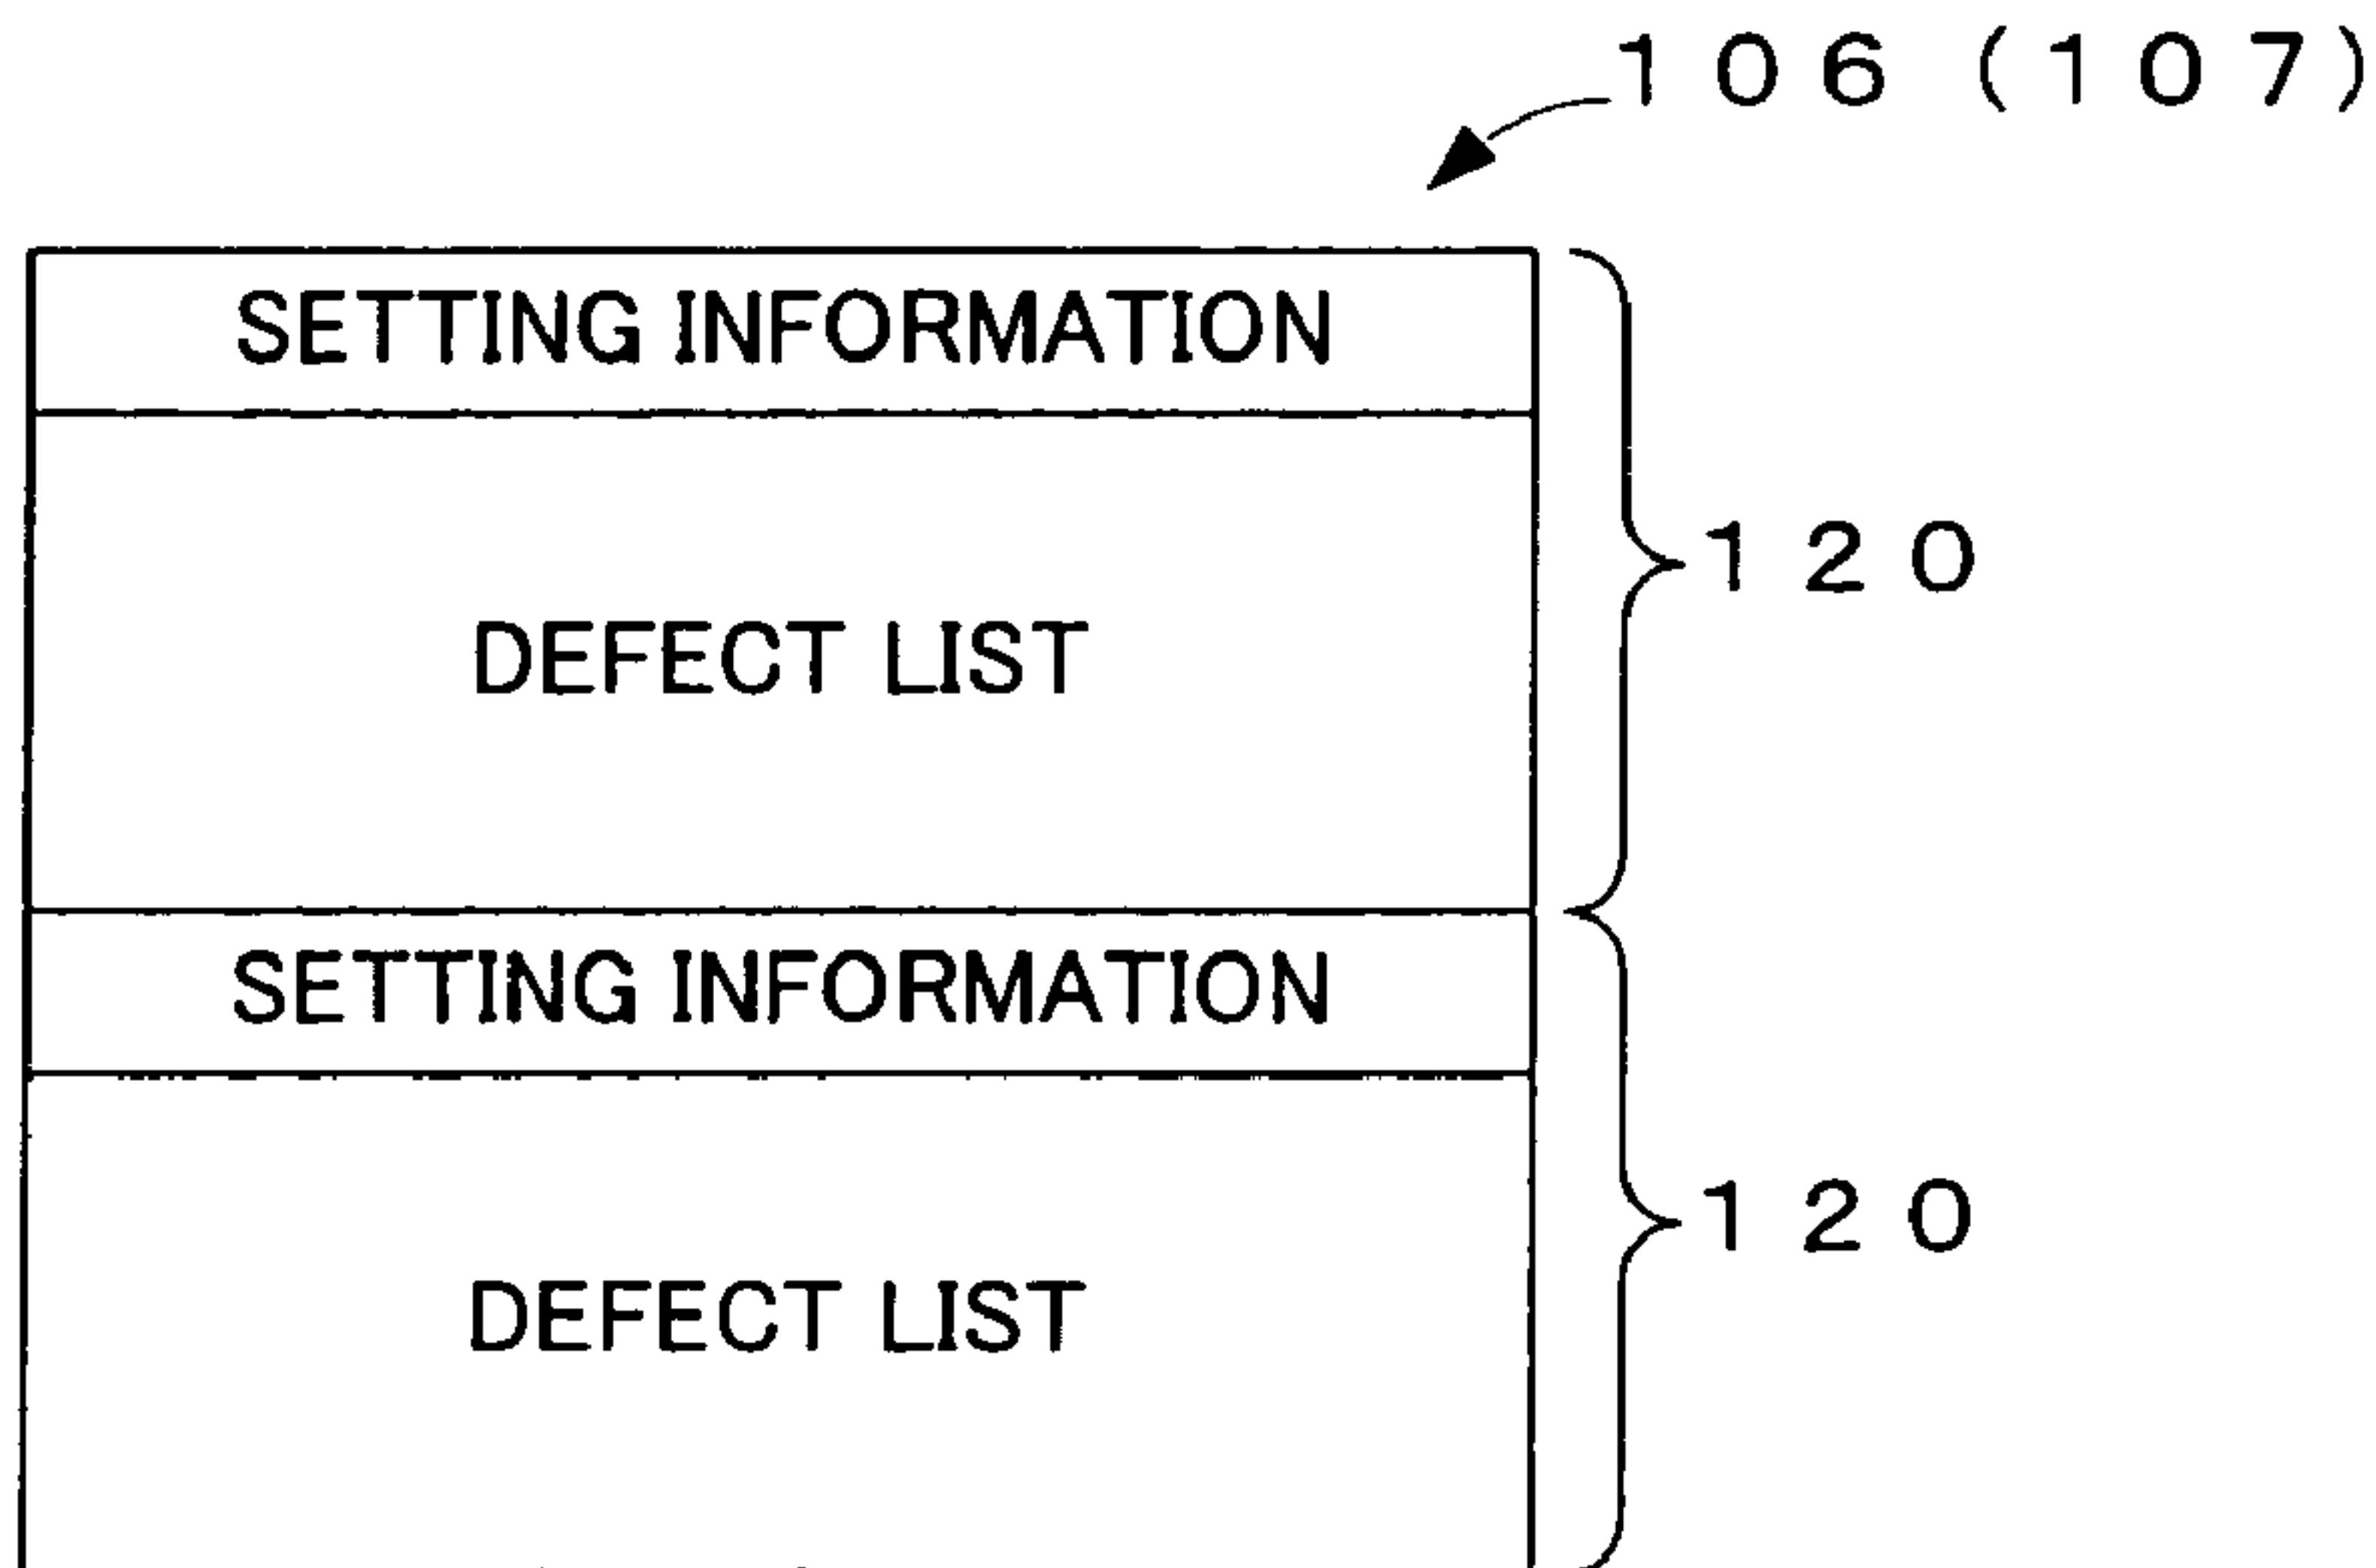 106 (107)
SETTING INFORMATION
DEFECT LIST
120
SETTING INFORMATION
DEFECT LIST
120